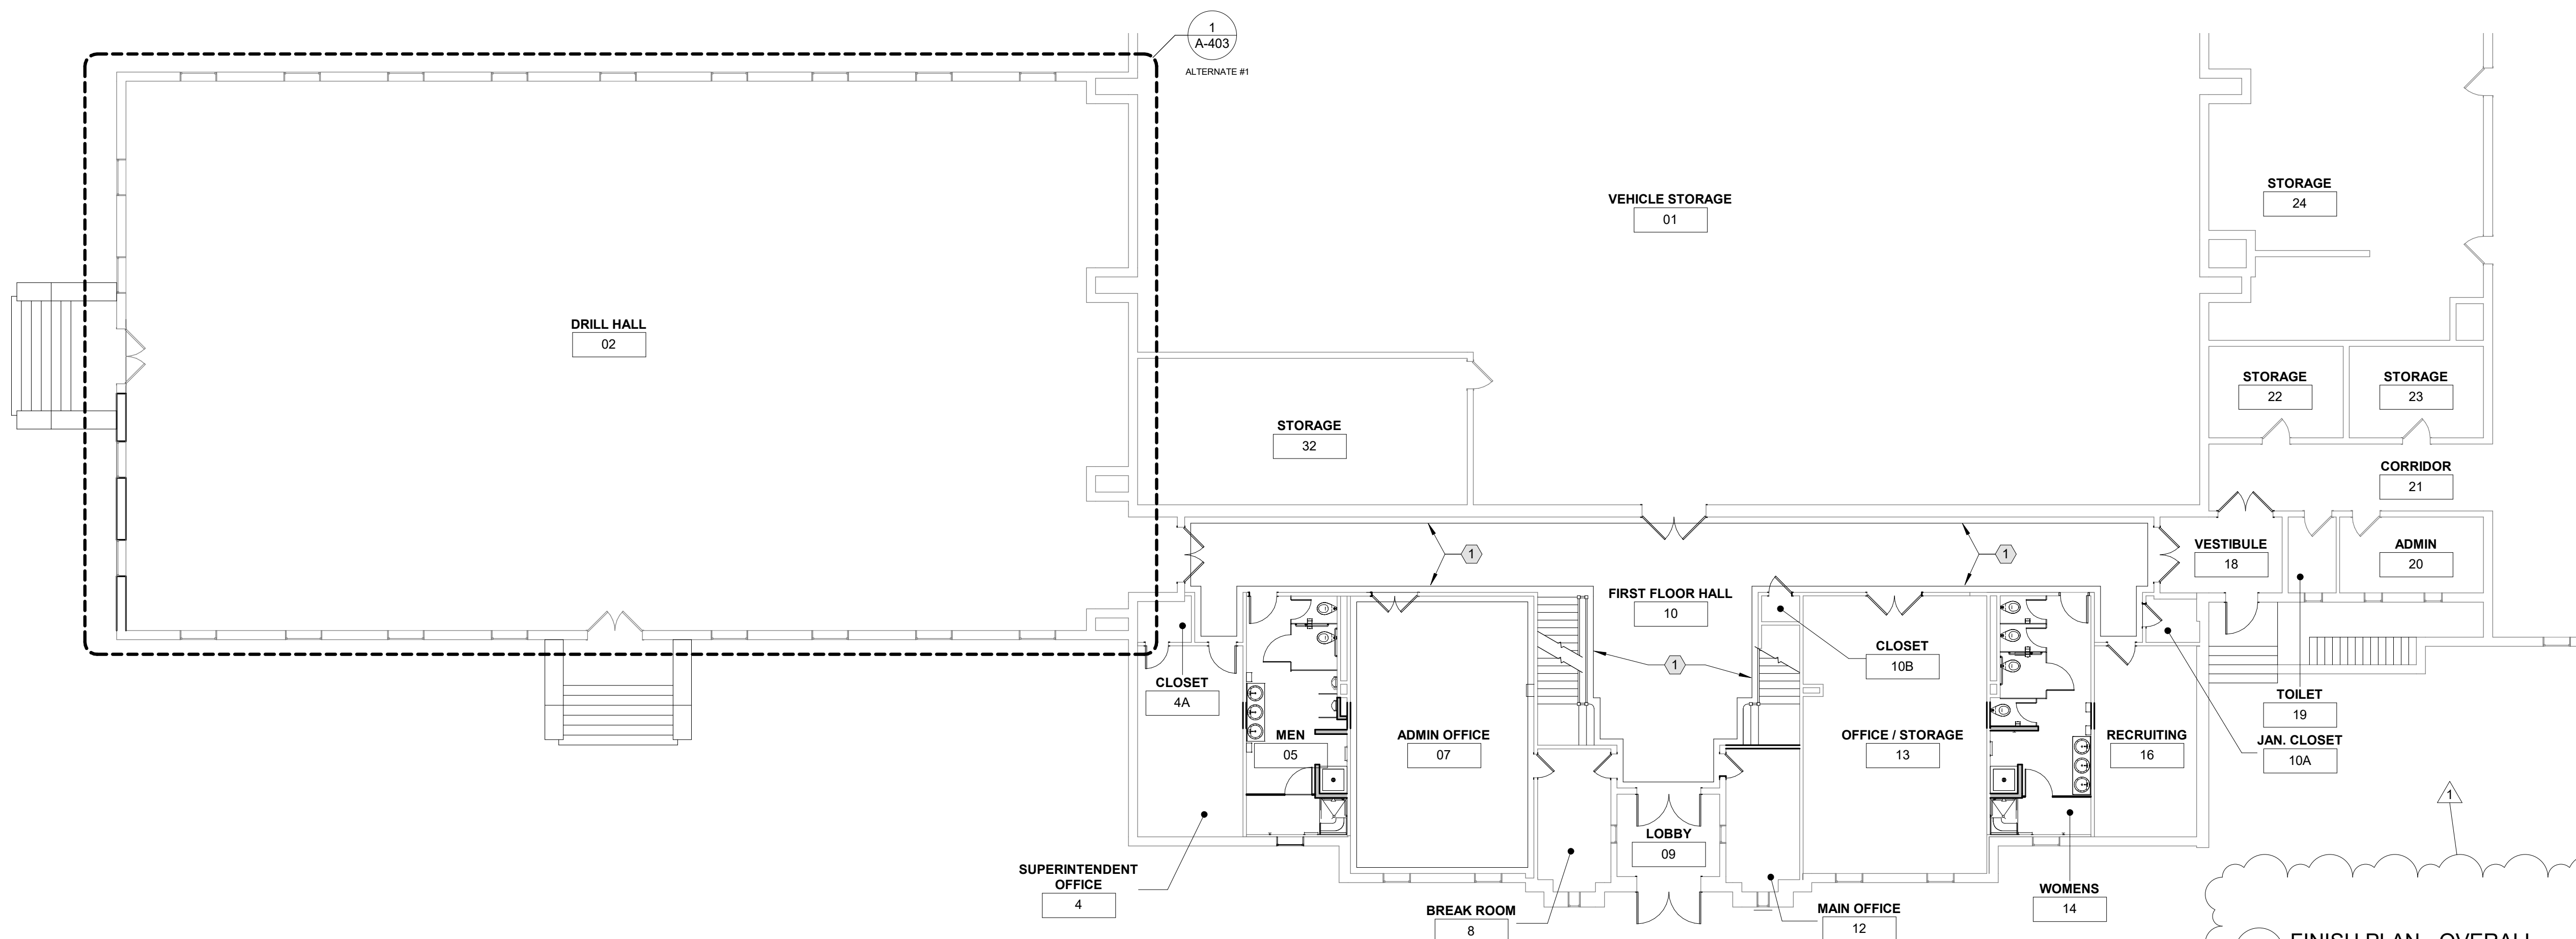 1
A-403
ALTERNATE #1
STORAGE
24
VEHICLE STORAGE
01
DRILL HALL
02
STORAGE
22
STORAGE
23
STORAGE
32
CORRIDOR
21
1
1
VESTIBULE
18
ADMIN
20
FIRST FLOOR HALL
10
CLOSET
10B
1
CLOSET
4A
TOILET
19
MEN
05
ADMIN OFFICE
07
OFFICE / STORAGE
13
RECRUITING
16
JAN. CLOSET
10A
1
LOBBY
09
SUPERINTENDENT
OFFICE
4
WOMENS
14
BREAK ROOM
8
MAIN OFFICE
12
FINISH PLAN - OVERALL